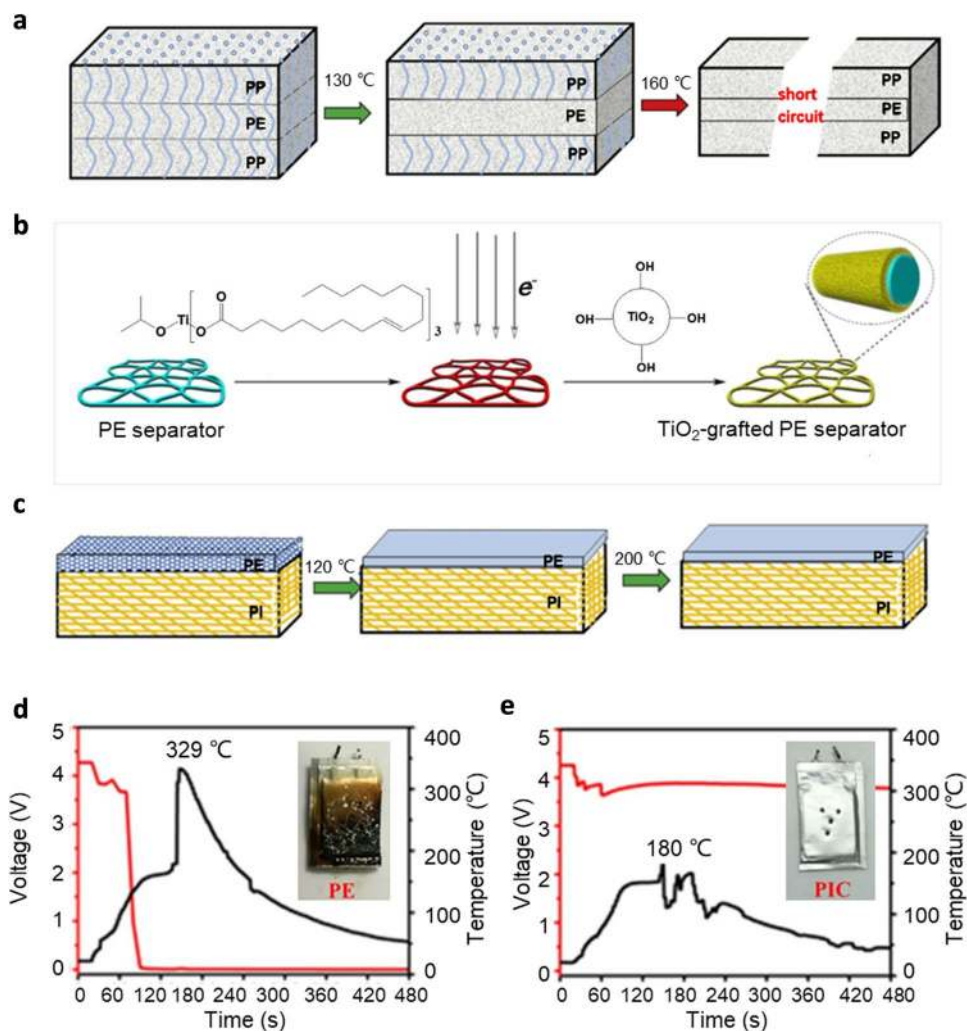 a
PP
PE
PP
130 ℃
PP
PE
PP
160 ℃
short
circuit
PP
PE
PP
b
O
Ti
O
O
3
e⁻
OH
OH
TiO₂
OH
OH
PE separator
TiO₂-grafted PE separator
c
PE
PI
120 ℃
PE
PI
200 ℃
PE
PI
d
329 ℃
PE
Voltage (V)
5
4
3
2
1
0
Temperature (℃)
400
300
200
100
0
0 60 120 180 240 300 360 420 480
Time (s)
e
180 ℃
PIC
Voltage (V)
5
4
3
2
1
0
Temperature (℃)
400
300
200
100
0
0 60 120 180 240 300 360 420 480
Time (s)